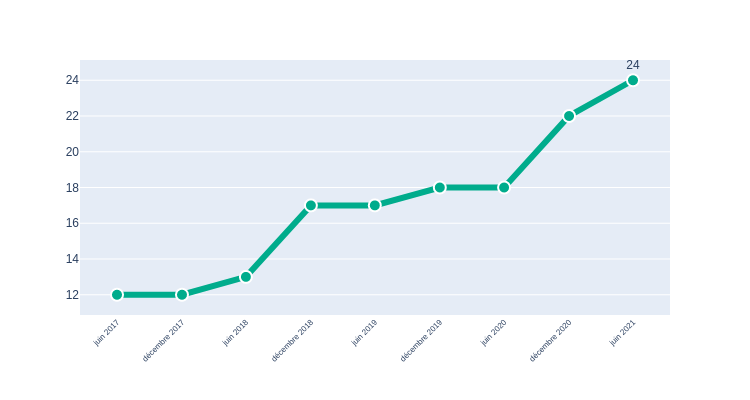 24
24
22
20
18
16
14
12
juin 2017
décembre 2017
juin 2018
décembre 2018
juin 2019
décembre 2019
juin 2020
décembre 2020
juin 2021